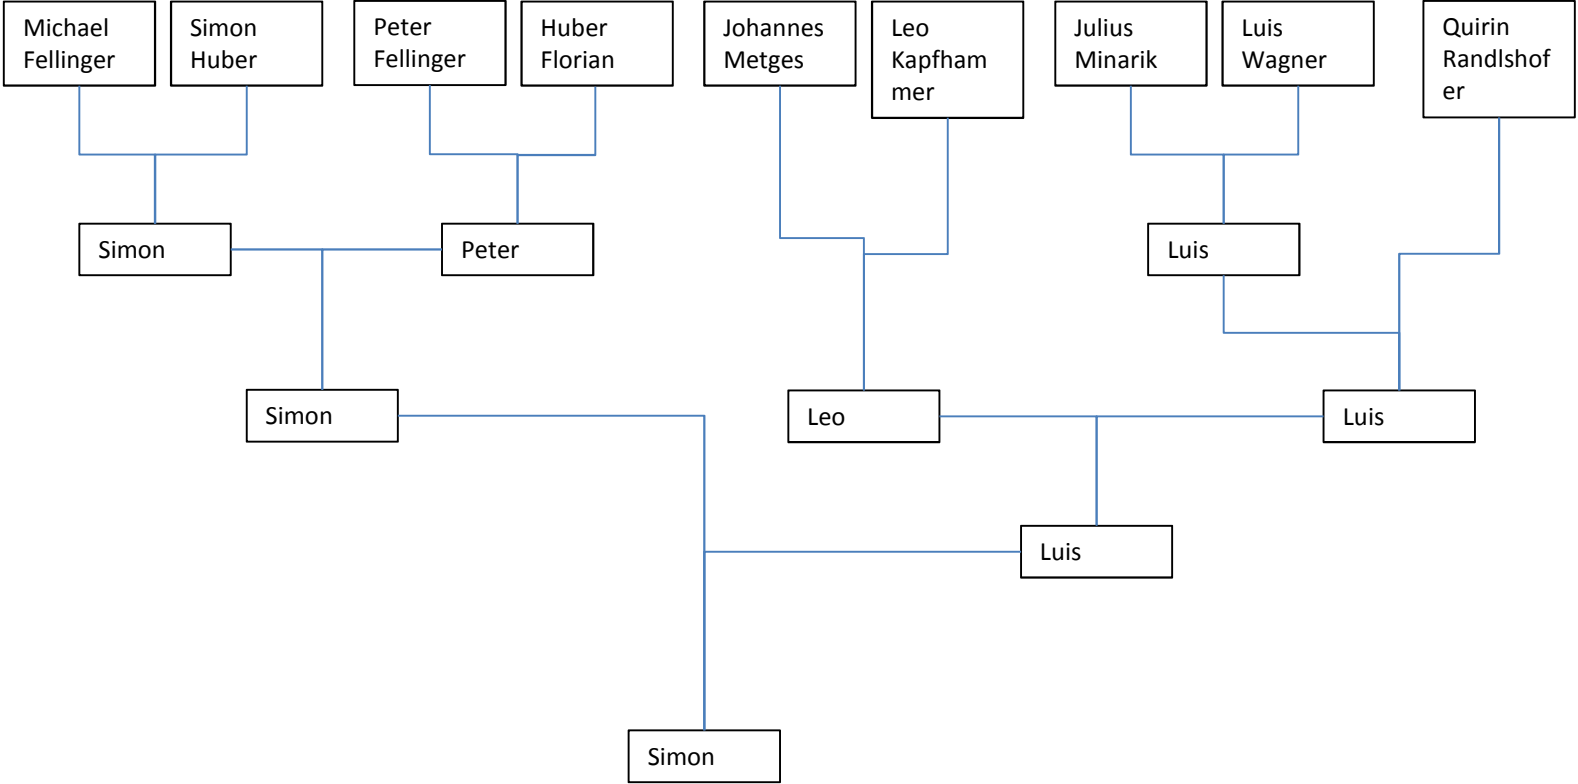 Michael
Fellinger
Simon
Huber
Peter
Fellinger
Huber
Florian
Johannes
Metges
Leo
Kapfham
mer
Julius
Minarik
Luis
Wagner
Quirin
Randlshof
er
Simon
Peter
Luis
Simon
Leo
Luis
Luis
Simon